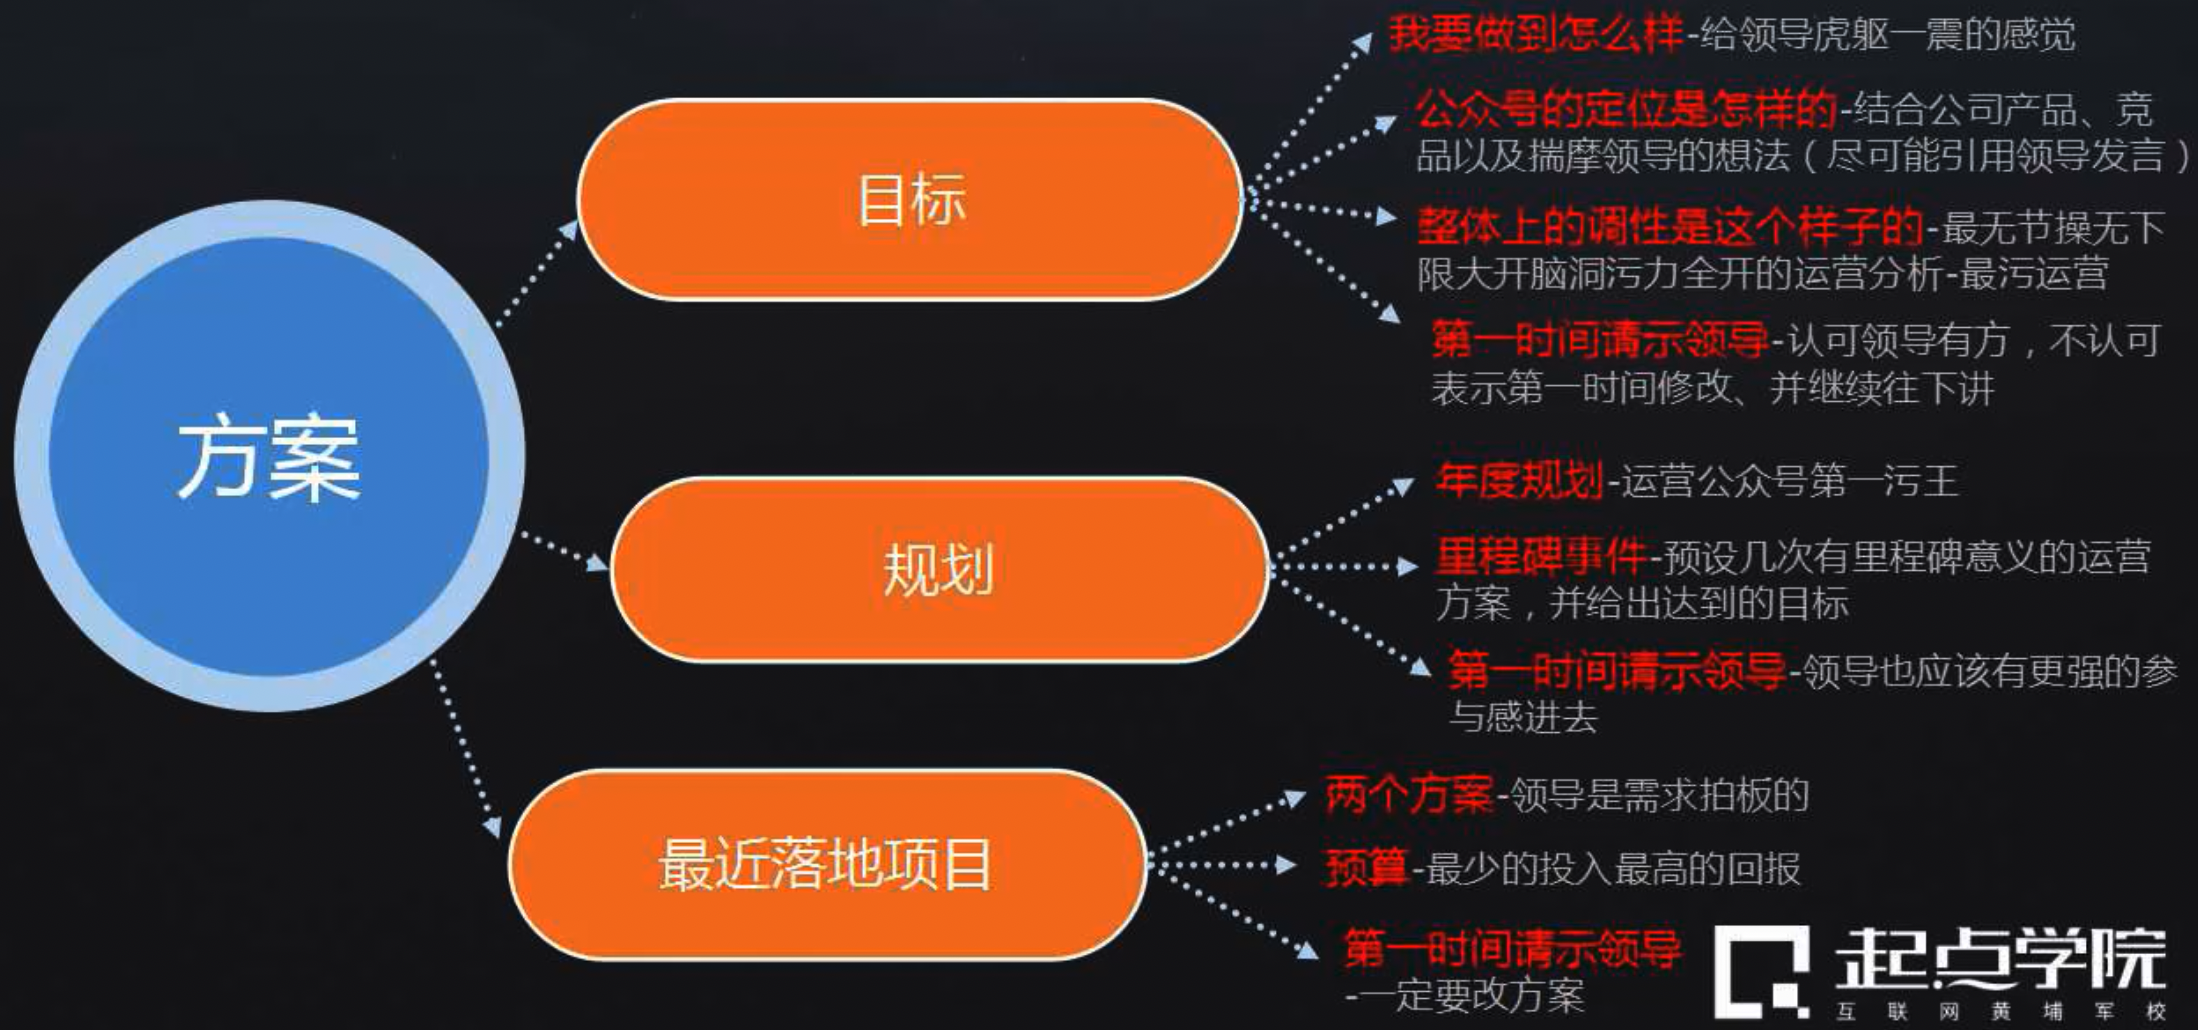 方案
目标
我要做到怎么样-给领导虎躯一震的感觉
公众号的定位是怎样的-结合公司产品、竞
品以及揣摩领导的想法（尽可能引用领导发言）
整体上的调性是这个样子的-最无节操无下
限大开脑洞污力全开的运营分析-最污运营
第一时间请示领导-认可领导有方，不认可
表示第一时间修改、并继续往下讲
规划
年度规划-运营公众号第一污王
里程碑事件-预设几次有里程碑意义的运营
方案，并给出达到的目标
第一时间请示领导-领导也应该有更强的参
与感进去
最近落地项目
两个方案-领导是需求拍板的
预算-最少的投入最高的回报
第一时间请示领导
-一定要改方案
起点学院
互联网黄埔军校